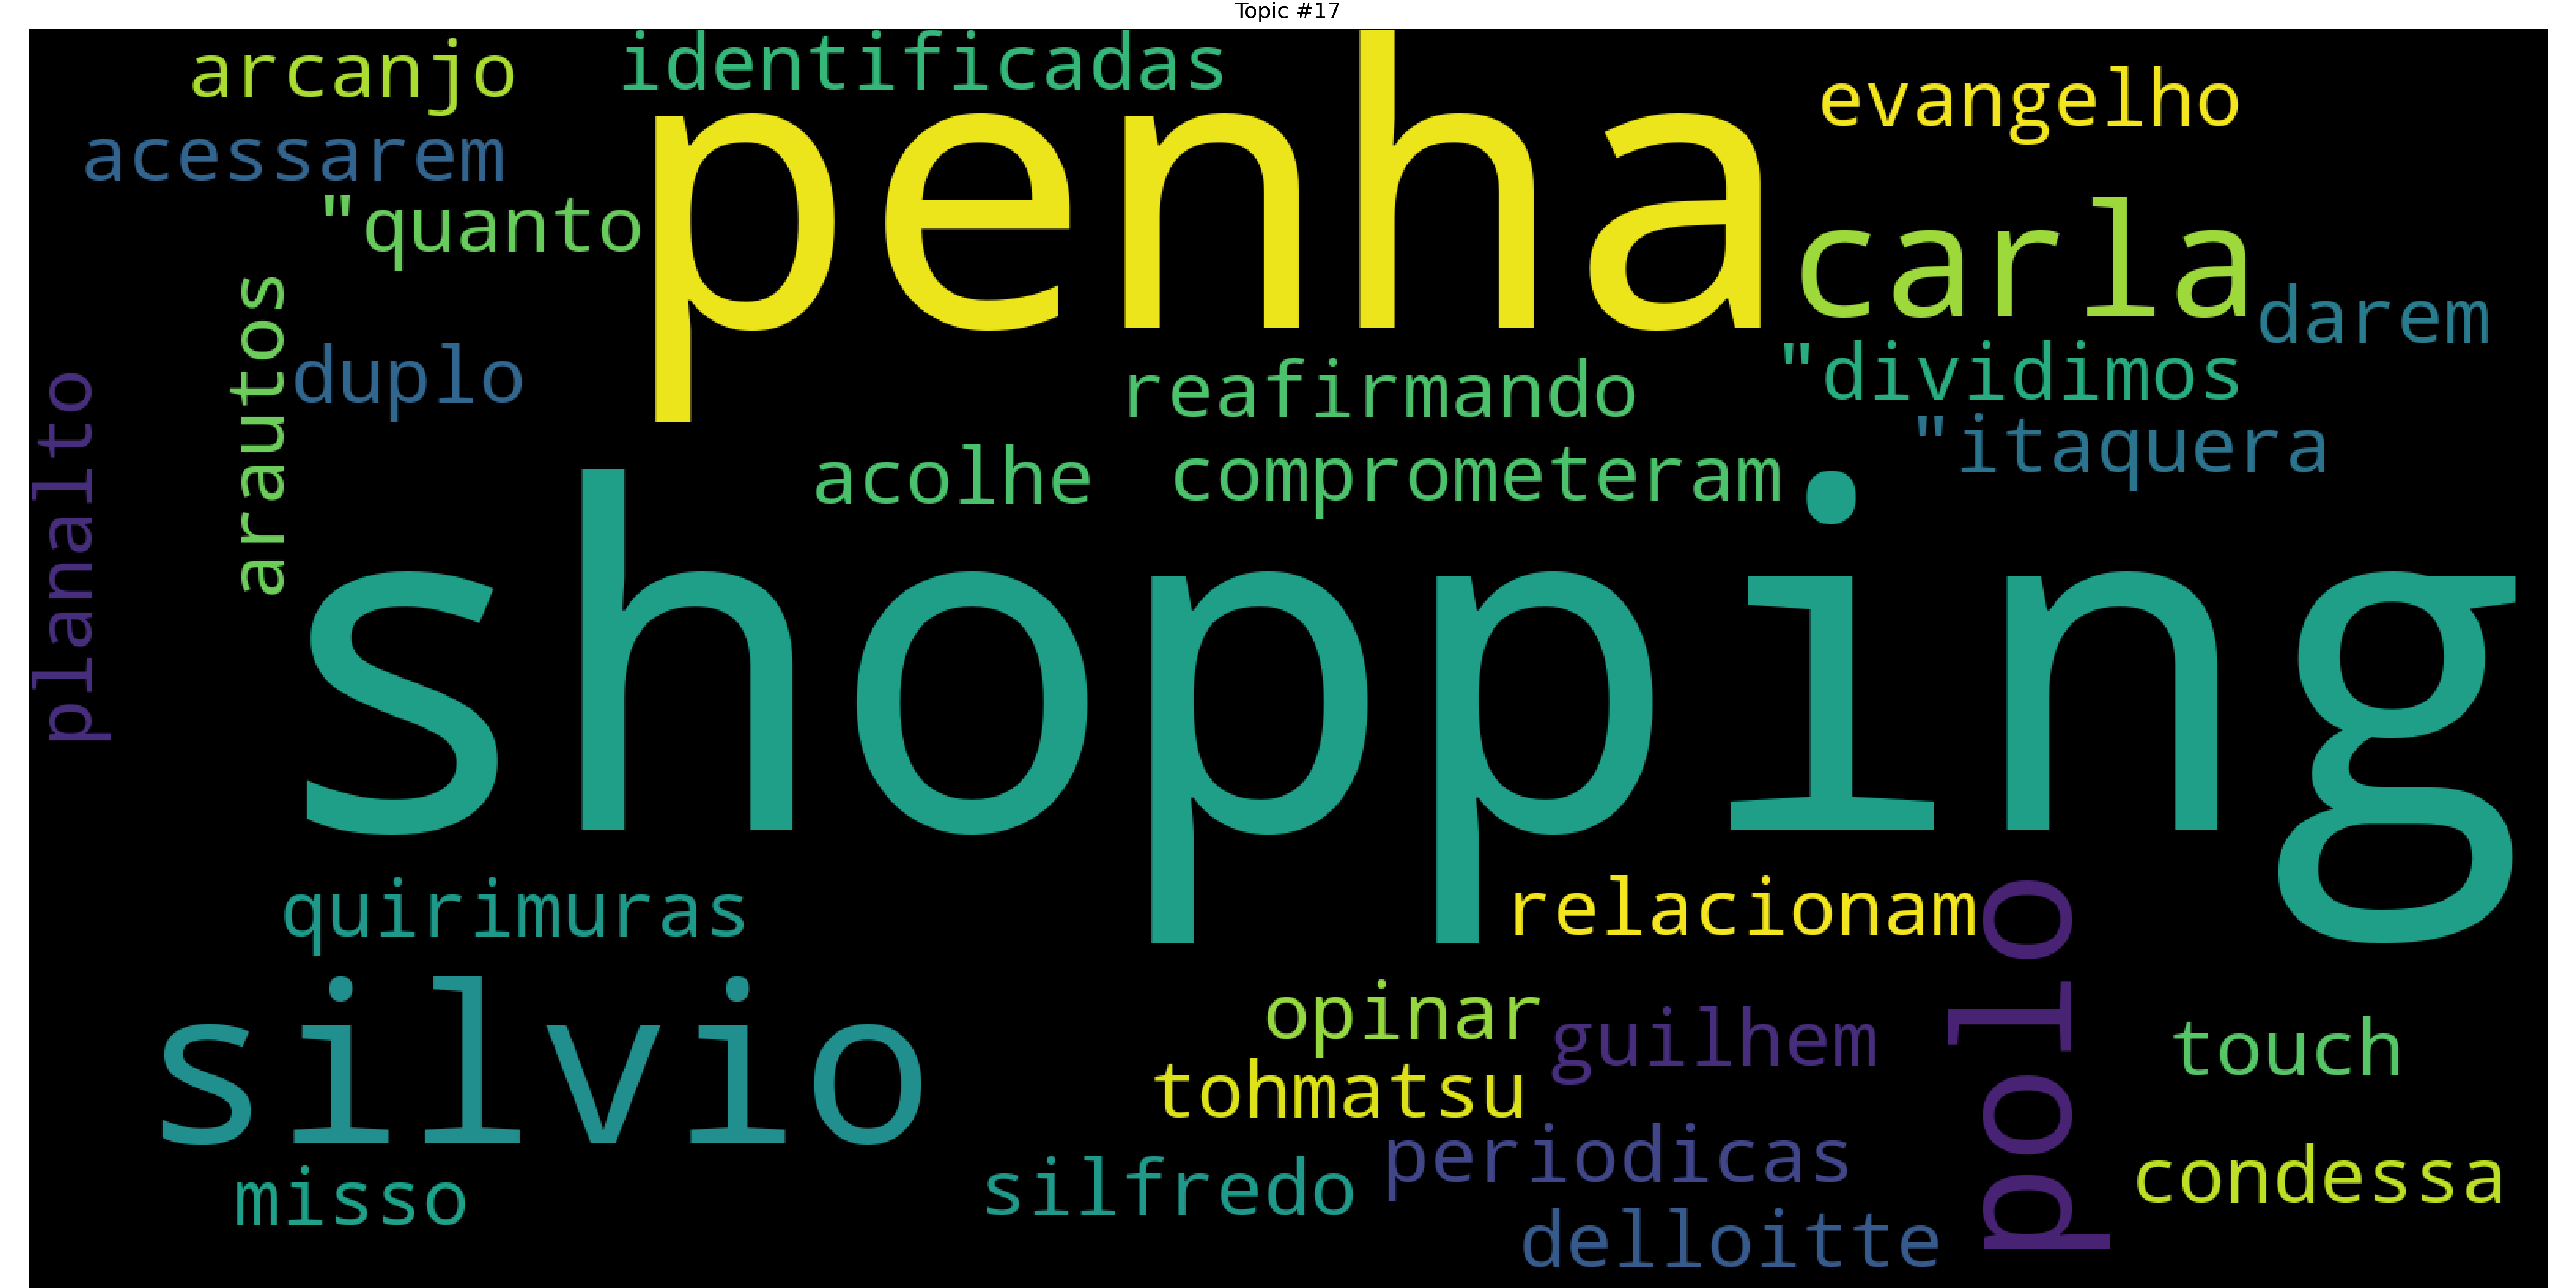 Topic #17
arcanjo
identificadas
penha
evangelho
acessarem
"quanto
carla
darem
arautos
duplo
reafirmando
"dividimos
"itaquera
planalto
acolhe
comprometeram
shopping
quirimuras
relacionam
polo
silvio
opinar
guilhem
touch
tohmatsu
periodicas
condessa
misso
silfredo
delloitte